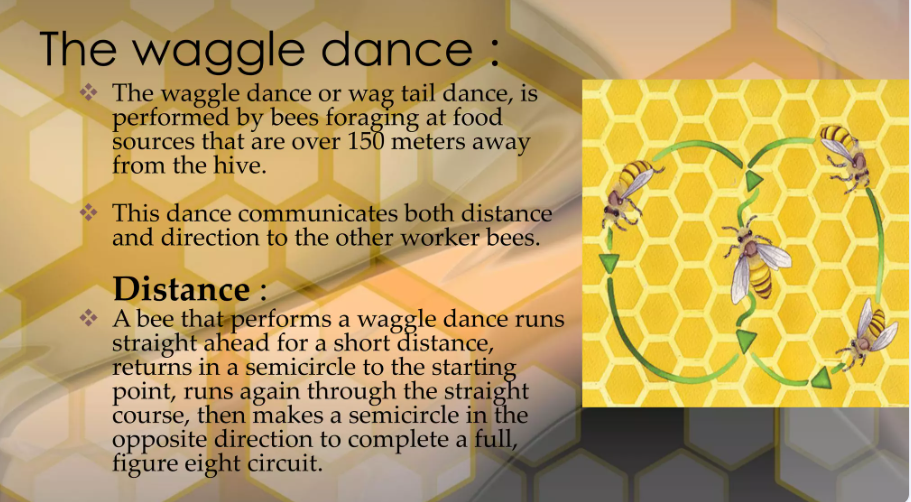 The waggle dance :
❖ The waggle dance or wag tail dance, is
performed by bees foraging at food
sources that are over 150 meters away
from the hive.
❖ This dance communicates both distance
and direction to the other worker bees.
Distance :
❖ A bee that performs a waggle dance runs
straight ahead for a short distance,
returns in a semicircle to the starting
point, runs again through the straight
course, then makes a semicircle in the
opposite direction to complete a full,
figure eight circuit.